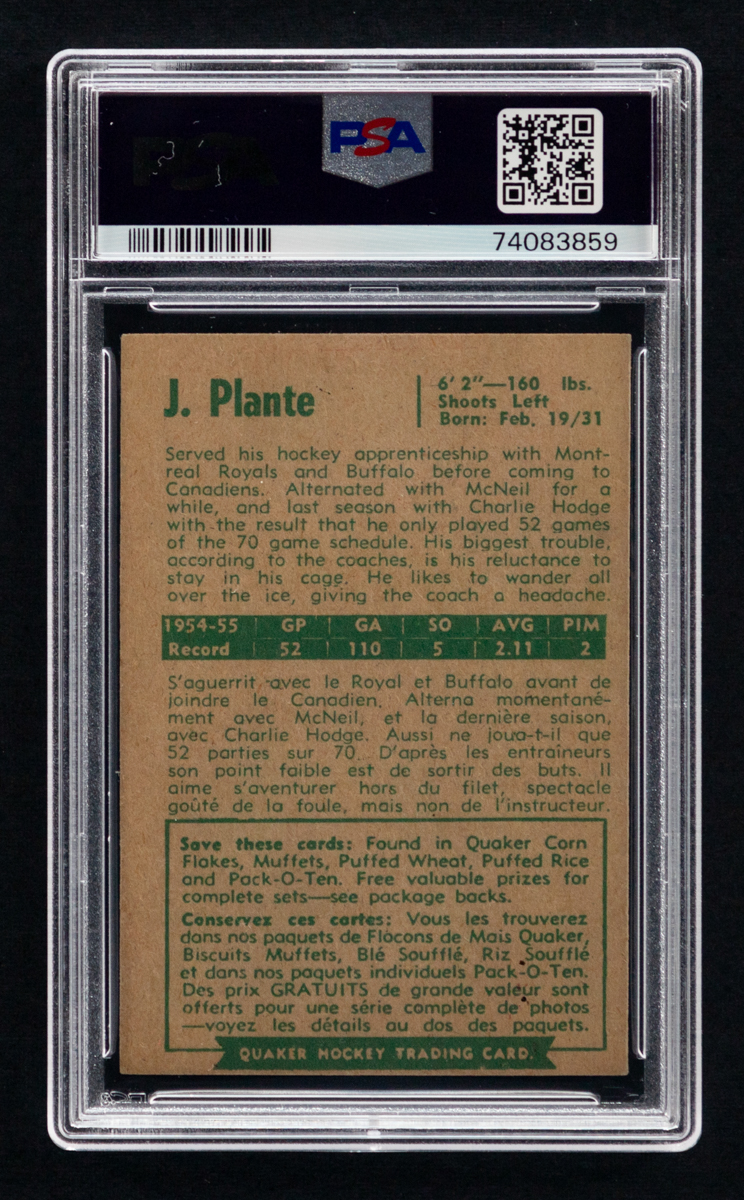 PSA
74083859
J. Plante
6' 2"—160 lbs.
Shoots Left
Born: Feb. 19/31
Served his hockey apprenticeship with Mont-
real Royals and Buffalo before coming to
Canadiens. Alternated with McNeil for a
while, and last season with Charlie Hodge
with the result that he only played 52 games
of the 70 game schedule. His biggest trouble,
according to the coaches, is his reluctance to
stay in his cage. He likes to wander all
over the ice, giving the coach a headache.
1954-55 GP GA SO AVG PIM
Record 52 110 5 2.11 2
S'aguerrit avec le Royal et Buffalo avant de
joindre le Canadien. Alterna momentané-
ment avec McNeil, et la dernière saison,
avec Charlie Hodge. Aussi ne joua-t-il que
52 parties sur 70. D'après les entraîneurs
son point faible est de sortir des buts. Il
aime s'aventurer hors du filet, spectacle
goûté de la foule, mais non de l'instructeur.
Save these cards: Found in Quaker Corn
Flakes, Muffets, Puffed Wheat, Puffed Rice
and Pack-O-Ten. Free valuable prizes for
complete sets—see package backs.
Conservez ces cartes: Vous les trouverez
dans nos paquets de Flocons de Mais Quaker,
Biscuits Muffets, Blé Soufflé, Riz Soufflé
et dans nos paquets individuels Pack-O-Ten.
Des prix GRATUITS de grande valeur sont
offerts pour une série complète de photos
—voyez les détails au dos des paquets.
QUAKER HOCKEY TRADING CARD.